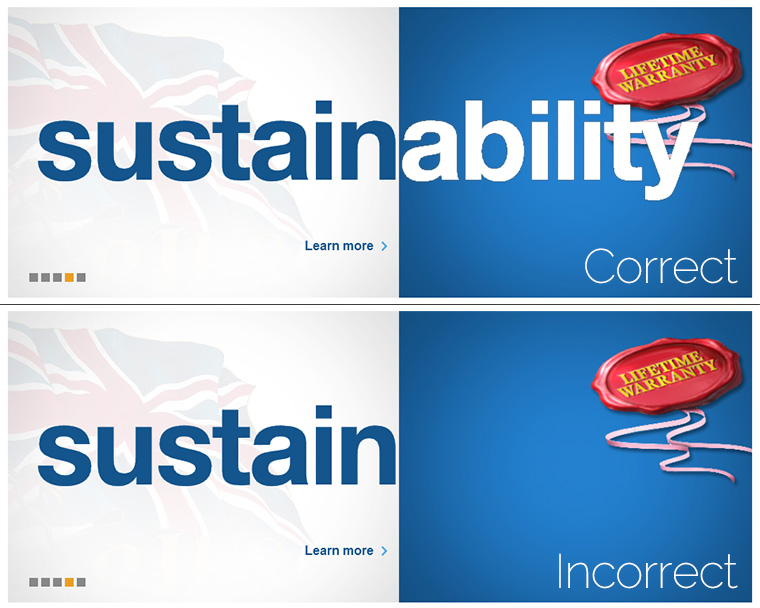 LIFETIME
WARRANTY
sustainability
Learn more
Correct
LIFETIME
WARRANTY
sustain
Learn more
Incorrect